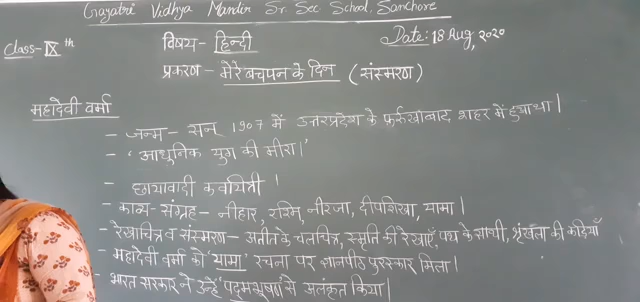 Gayatri Vidhya Mandir Sr. Sec School, Sanchore
Class-IX th
विषय- हिन्दी
Date: 18 Aug, 2020
प्रकरण - मेरे बचपन के दिन (संस्मरण)
महादेवी वर्मा
- जन्म - सन् 1907 में उत्तरप्रदेश के फर्रुखाबाद शहर में हुआ था।
- 'आधुनिक युग की मीरा।'
- छायावादी कवयित्री।
- काव्य-संग्रह- नीहार, रश्मि, नीरजा, दीपशिखा, यामा।
- रेखाचित्र व संस्मरण- अतीत के चलचित्र, स्मृति की रेखाएँ, पथ के साथी, श्रृंखला की कड़ियाँ
- महादेवी वर्मा को 'यामा' रचना पर ज्ञानपीठ पुरस्कार मिला।
- भारत सरकार ने उन्हें 'पद्मभूषण' से अलंकृत किया।